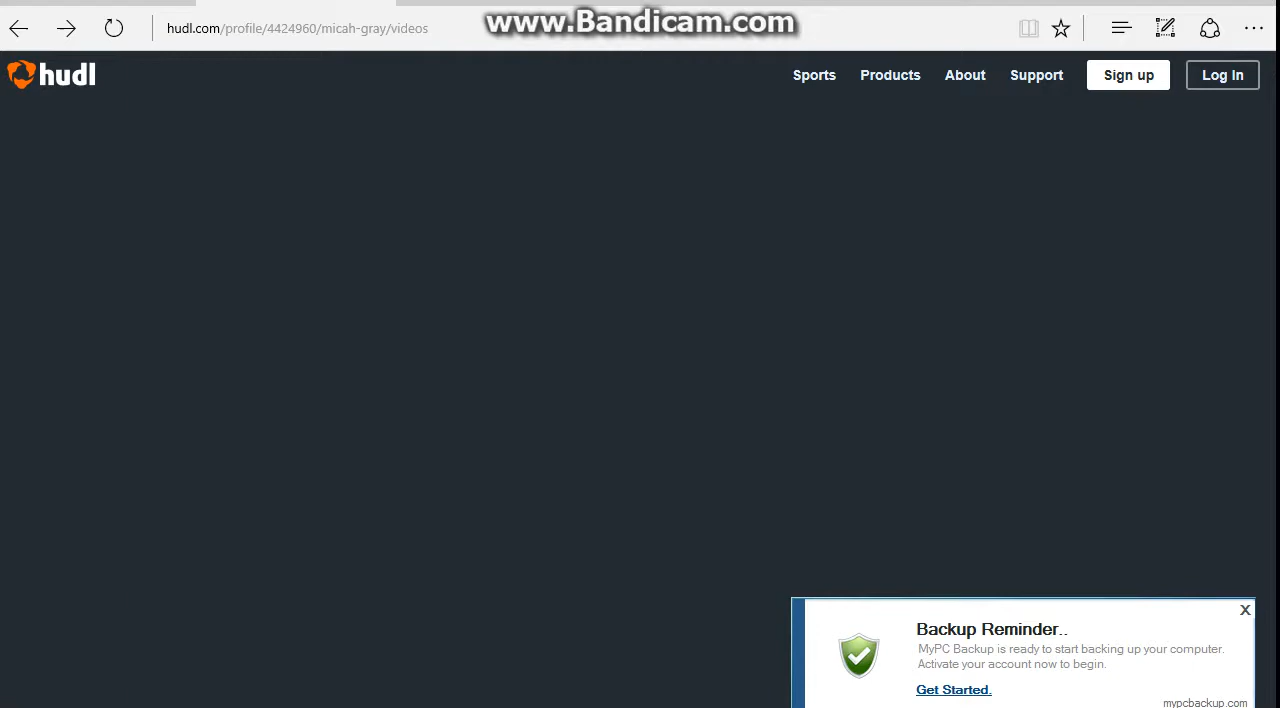 www.Bandicam.com
hudl.com/profile/4424960/micah-gray/videos
hudl
Sports Products About Support Sign up Log In
X
Backup Reminder..
MyPC Backup is ready to start backing up your computer.
Activate your account now to begin.
Get Started.
mypcbackup.com